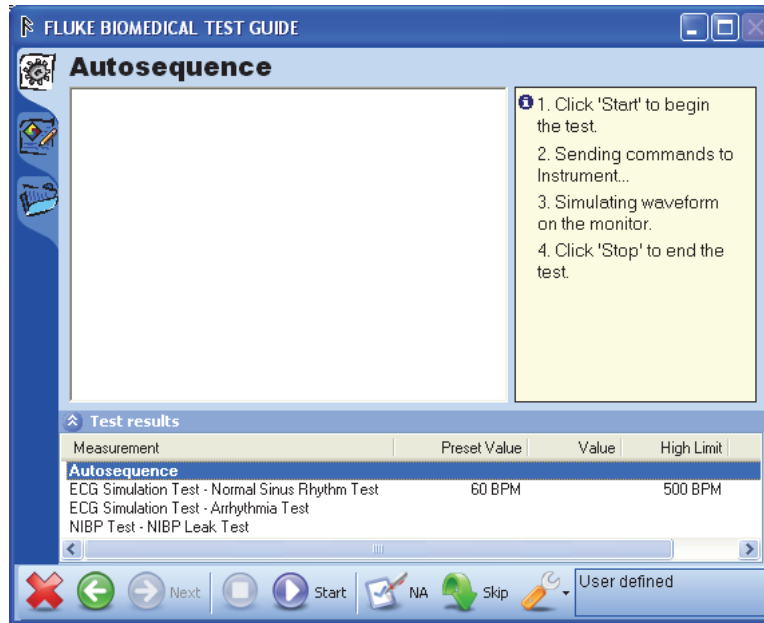 FLUKE BIOMEDICAL TEST GUIDE
Autosequence
1. Click 'Start' to begin
the test.
2. Sending commands to
Instrument...
3. Simulating waveform
on the monitor.
4. Click 'Stop' to end the
test.
Test results
Measurement Preset Value Value High Limit
Autosequence
ECG Simulation Test - Normal Sinus Rhythm Test 60 BPM 500 BPM
ECG Simulation Test - Arrhythmia Test
NIBP Test - NIBP Leak Test
Next Start NA Skip User defined